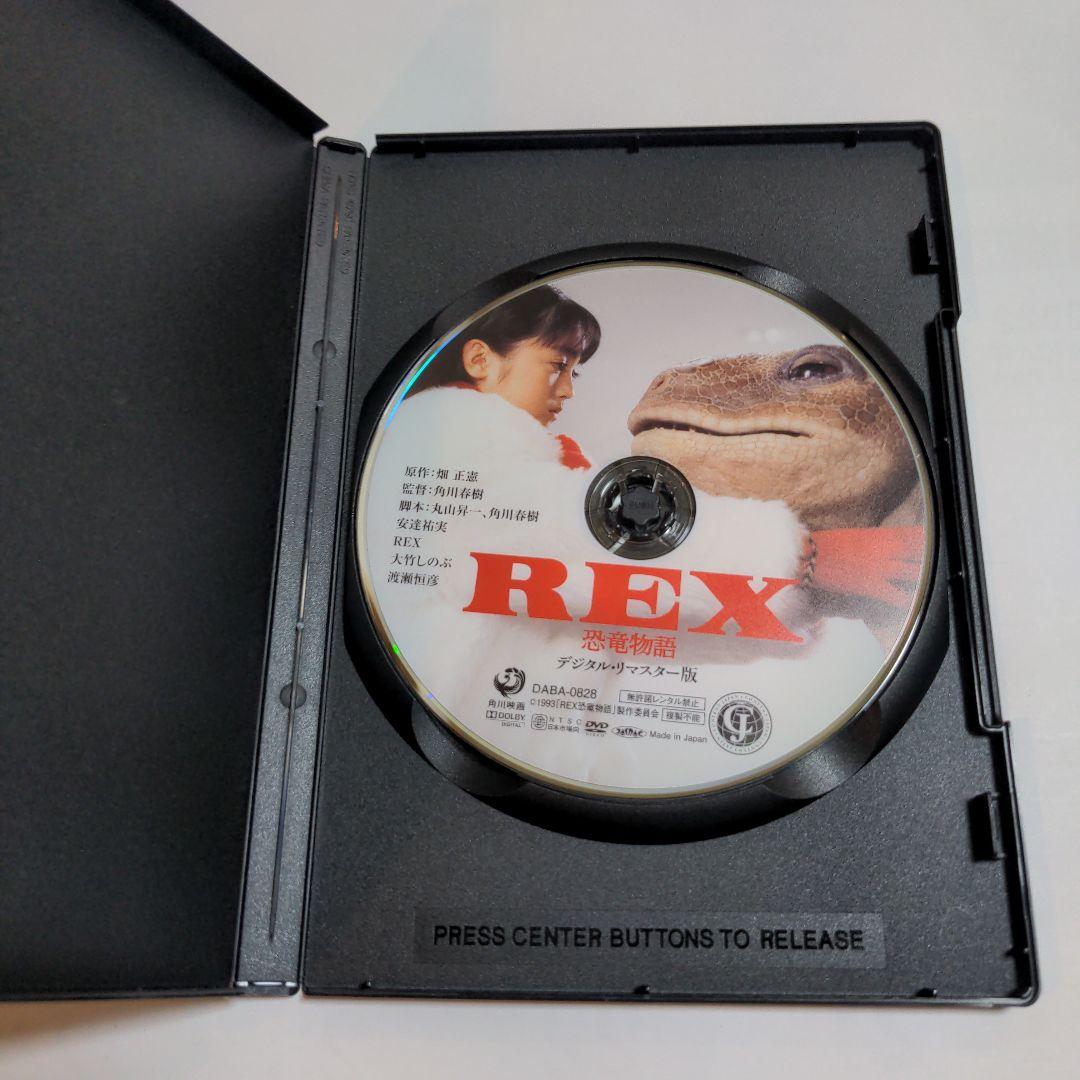 原作:畑 正憲
監督:角川春樹
脚本:丸山昇一、角川春樹
安達祐実
REX
大竹しのぶ
渡瀬恒彦
REX
恐竜物語
デジタル・リマスター版
角川映画
DABA-0828
無許諾レンタル禁止
©1993「REX恐竜物語」製作委員会
複製不能
DOLBY
DIGITAL
NTSC
日本市場向
DVD
VIDEO
Made in Japan
PRESS CENTER BUTTONS TO RELEASE